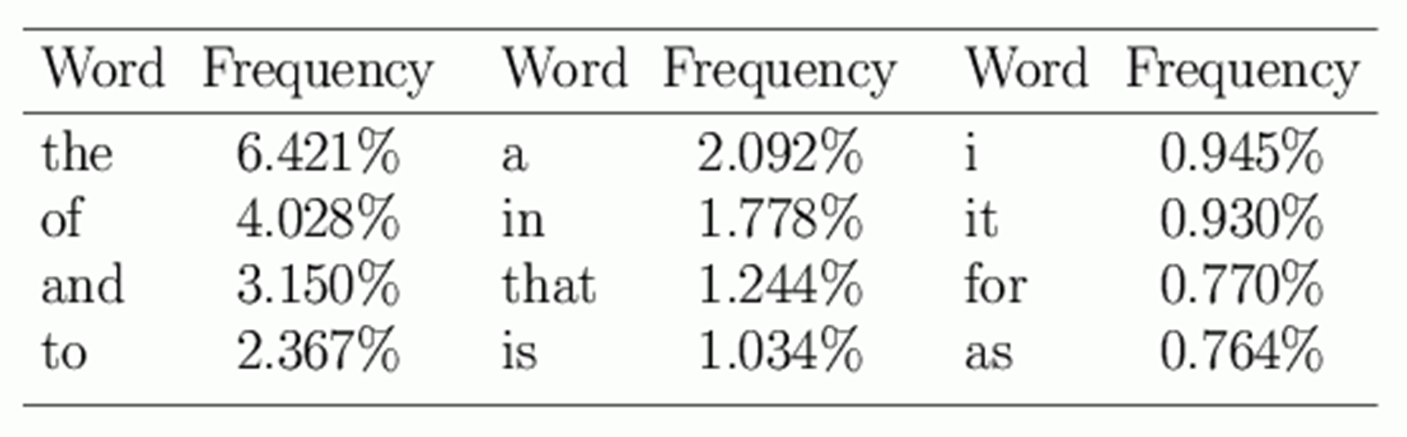 Word Frequency Word Frequency Word Frequency
the 6.421% a 2.092% i 0.945%
of 4.028% in 1.778% it 0.930%
and 3.150% that 1.244% for 0.770%
to 2.367% is 1.034% as 0.764%